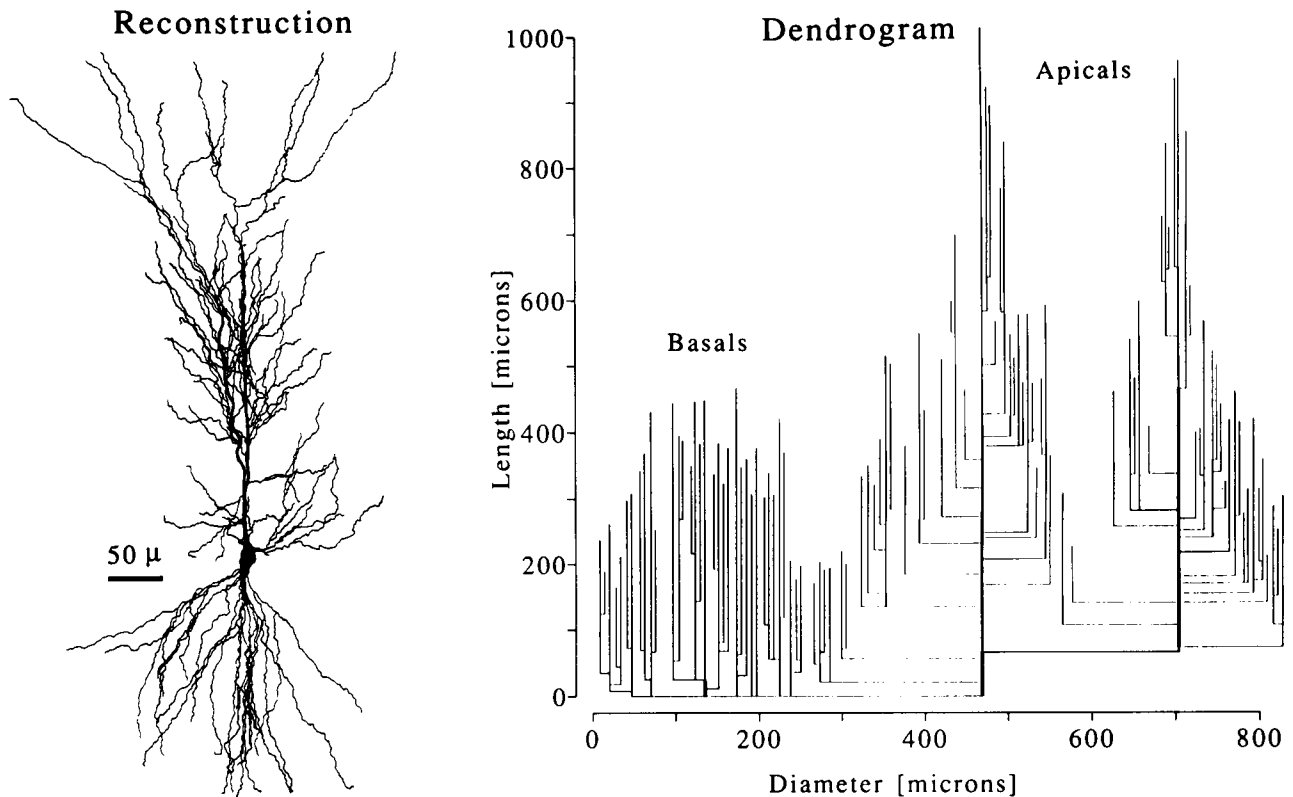 Reconstruction
50 μ
Dendrogram
Apicals
Basals
Length [microns]
1000
800
600
400
200
0
0 200 400 600 800
Diameter [microns]